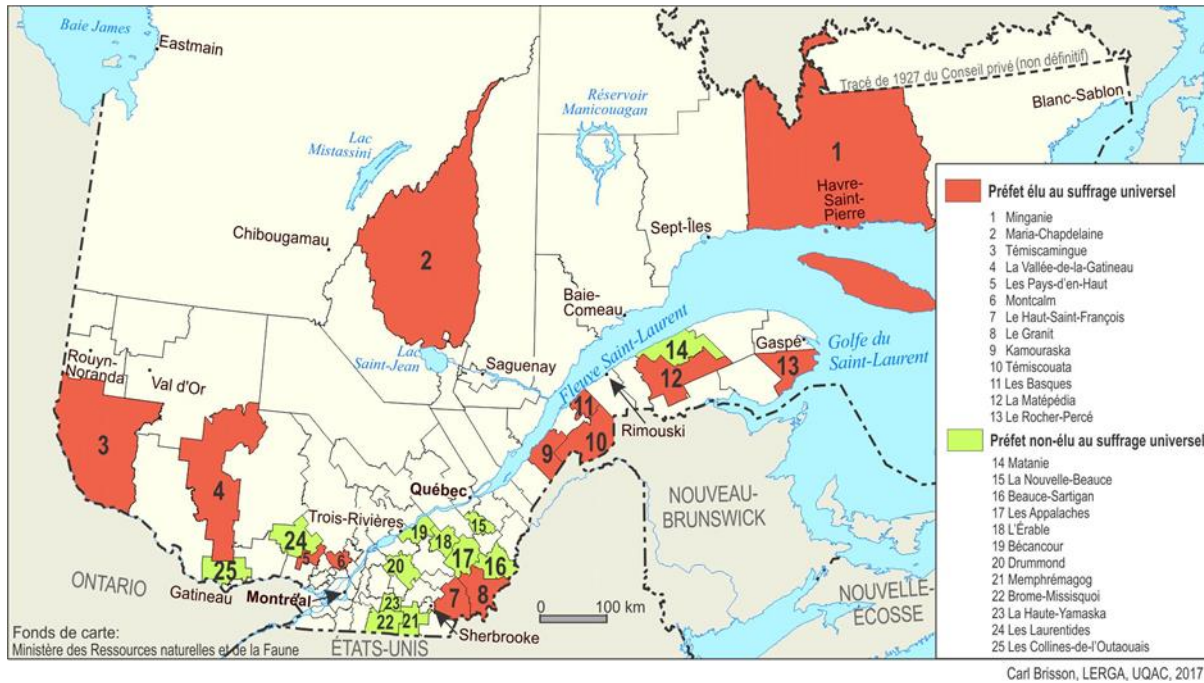 Baie James
Eastmain
Tracé de 1927 du Conseil privé (non définitif)
Blanc-Sablon
Réservoir
Manicouagan
Lac
Mistassini
1
Havre-
Saint-
Pierre
Sept-Îles
Chibougamau
2
Baie-
Comeau
Lac
Saint-Jean
Saguenay
Fleuve Saint-Laurent
Gaspé
Golfe du
Saint-Laurent
14
12
13
Rouyn-
Noranda
Val d'Or
3
4
11
Rimouski
9
10
Québec
Trois-Rivières
NOUVEAU-
BRUNSWICK
24
5
6
19
18
15
17
16
20
25
ONTARIO
Gatineau
Montréal
7
8
23
22
21
Sherbrooke
0
100 km
NOUVELLE-
ÉCOSSE
ÉTATS-UNIS
Fonds de carte:
Ministère des Ressources naturelles et de la Faune
Préfet élu au suffrage universel
1 Minganie
2 Maria-Chapdelaine
3 Témiscamingue
4 La Vallée-de-la-Gatineau
5 Les Pays-d'en-Haut
6 Montcalm
7 Le Haut-Saint-François
8 Le Granit
9 Kamouraska
10 Témiscouata
11 Les Basques
12 La Matépédia
13 Le Rocher-Percé
Préfet non-élu au suffrage universel
14 Matanie
15 La Nouvelle-Beauce
16 Beauce-Sartigan
17 Les Appalaches
18 L'Érable
19 Bécancour
20 Drummond
21 Memphrémagog
22 Brome-Missisquoi
23 La Haute-Yamaska
24 Les Laurentides
25 Les Collines-de-l'Outaouais
Carl Brisson, LERGA, UQAC, 2017